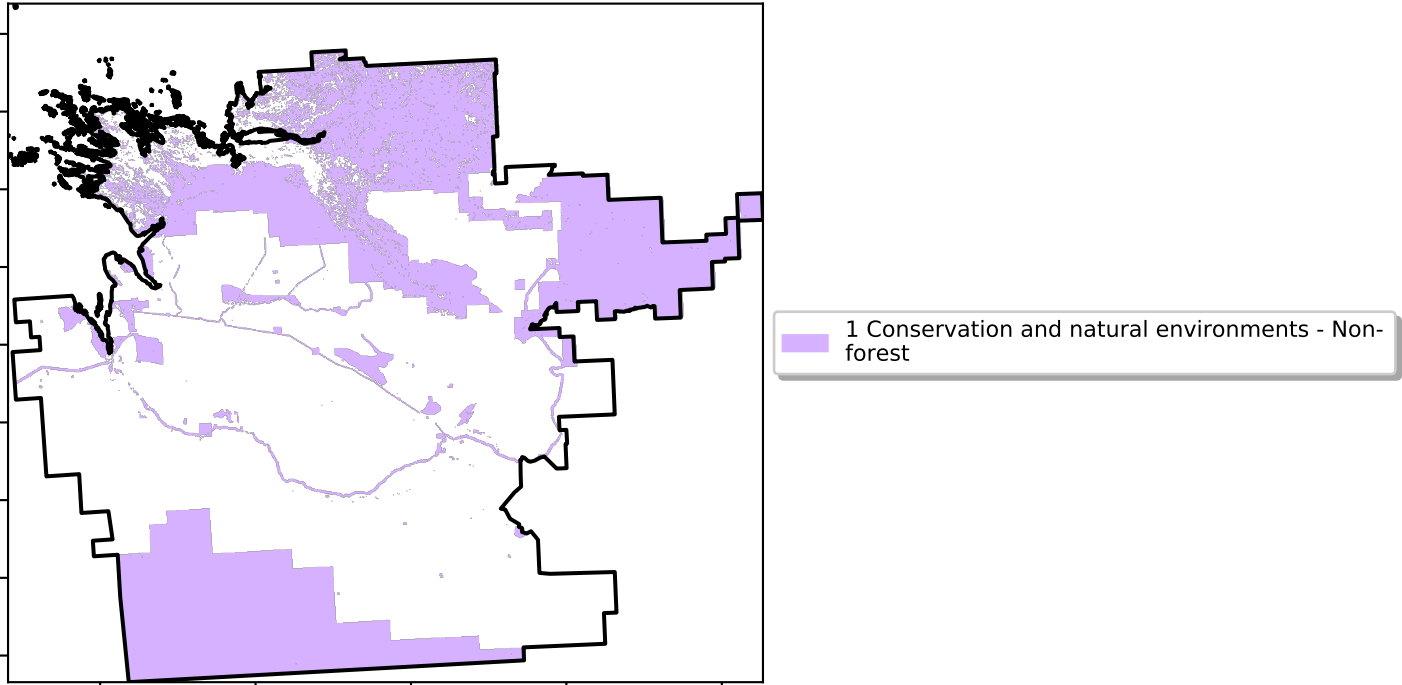 1 Conservation and natural environments - Non-
forest